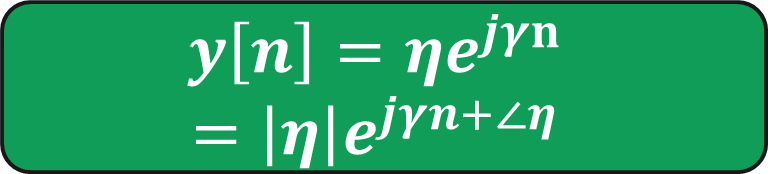 y[n] = ηe^{jγn}
= |η|e^{jγn+∠η}